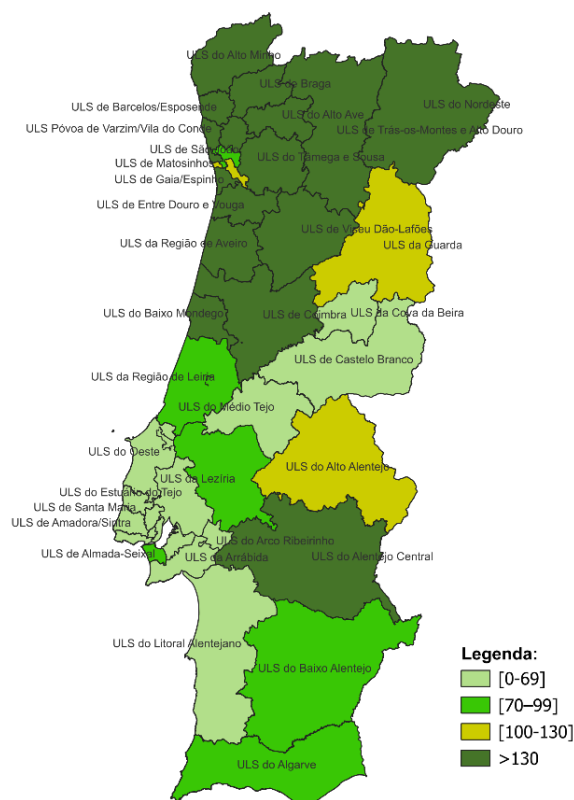 ULS do Alto Minho
ULS de Braga
ULS do Nordeste
ULS de Barcelos/Esposende
ULS do Alto Ave
ULS Póvoa de Varzim/Vila do Conde
ULS de Trás-os-Montes e Alto Douro
ULS de São João
ULS do Tâmega e Sousa
ULS de Matosinhos
ULS de Gaia/Espinho
ULS de Entre Douro e Vouga
ULS de Viseu Dão-Lafões
ULS da Região de Aveiro
ULS da Guarda
ULS do Baixo Mondego
ULS de Coimbra
ULS da Cova da Beira
ULS de Castelo Branco
ULS da Região de Leiria
ULS do Médio Tejo
ULS do Oeste
ULS da Lezíria
ULS do Alto Alentejo
ULS do Estuário do Tejo
ULS de Santa Maria
ULS de Amadora/Sintra
ULS do Arco Ribeirinho
ULS de Almada-Seixal
ULS da Arrábida
ULS do Alentejo Central
ULS do Litoral Alentejano
ULS do Baixo Alentejo
ULS do Algarve
Legenda:
[0-69]
[70–99]
[100-130]
>130